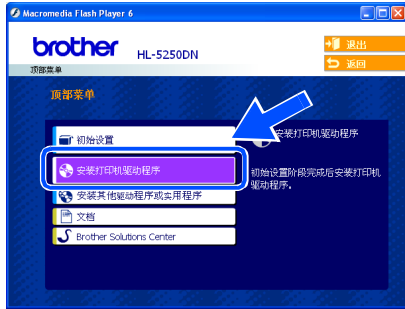 Macromedia Flash Player 6
brother
HL-5250DN
退出
返回
顶部菜单
顶部菜单
初始设置
安装打印机驱动程序
安装其他驱动程序或实用程序
文档
Brother Solutions Center
安装打印机驱动程序
初始设置阶段完成后安装打印机
驱动程序。